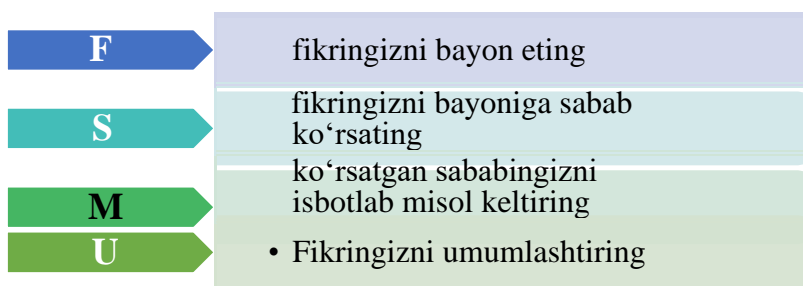 F
fikringizni bayon eting
S
fikringizni bayoniga sabab
ko‘rsating
M
ko‘rsatgan sababingizni
isbotlab misol keltiring
U
• Fikringizni umumlashtiring